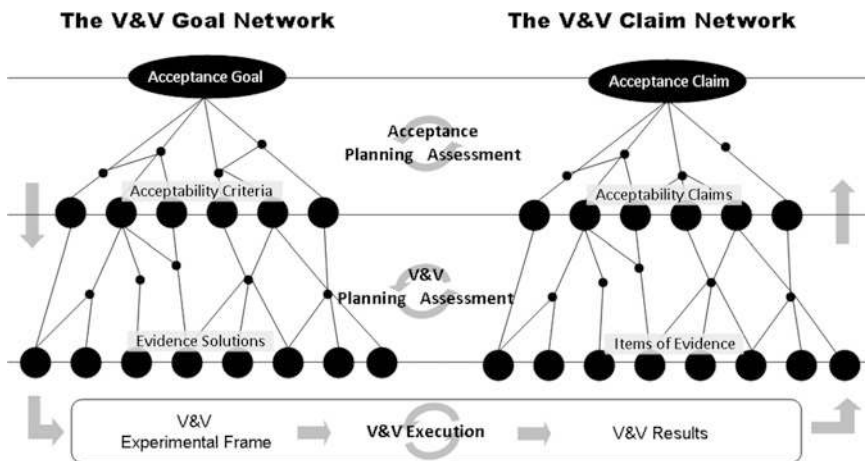 The V&V Goal Network
The V&V Claim Network
Acceptance Goal
Acceptance Claim
Acceptance
Planning Assessment
Acceptability Criteria
Acceptability Claims
V&V
Planning Assessment
Evidence Solutions
Items of Evidence
V&V
Experimental Frame
V&V Execution
V&V Results